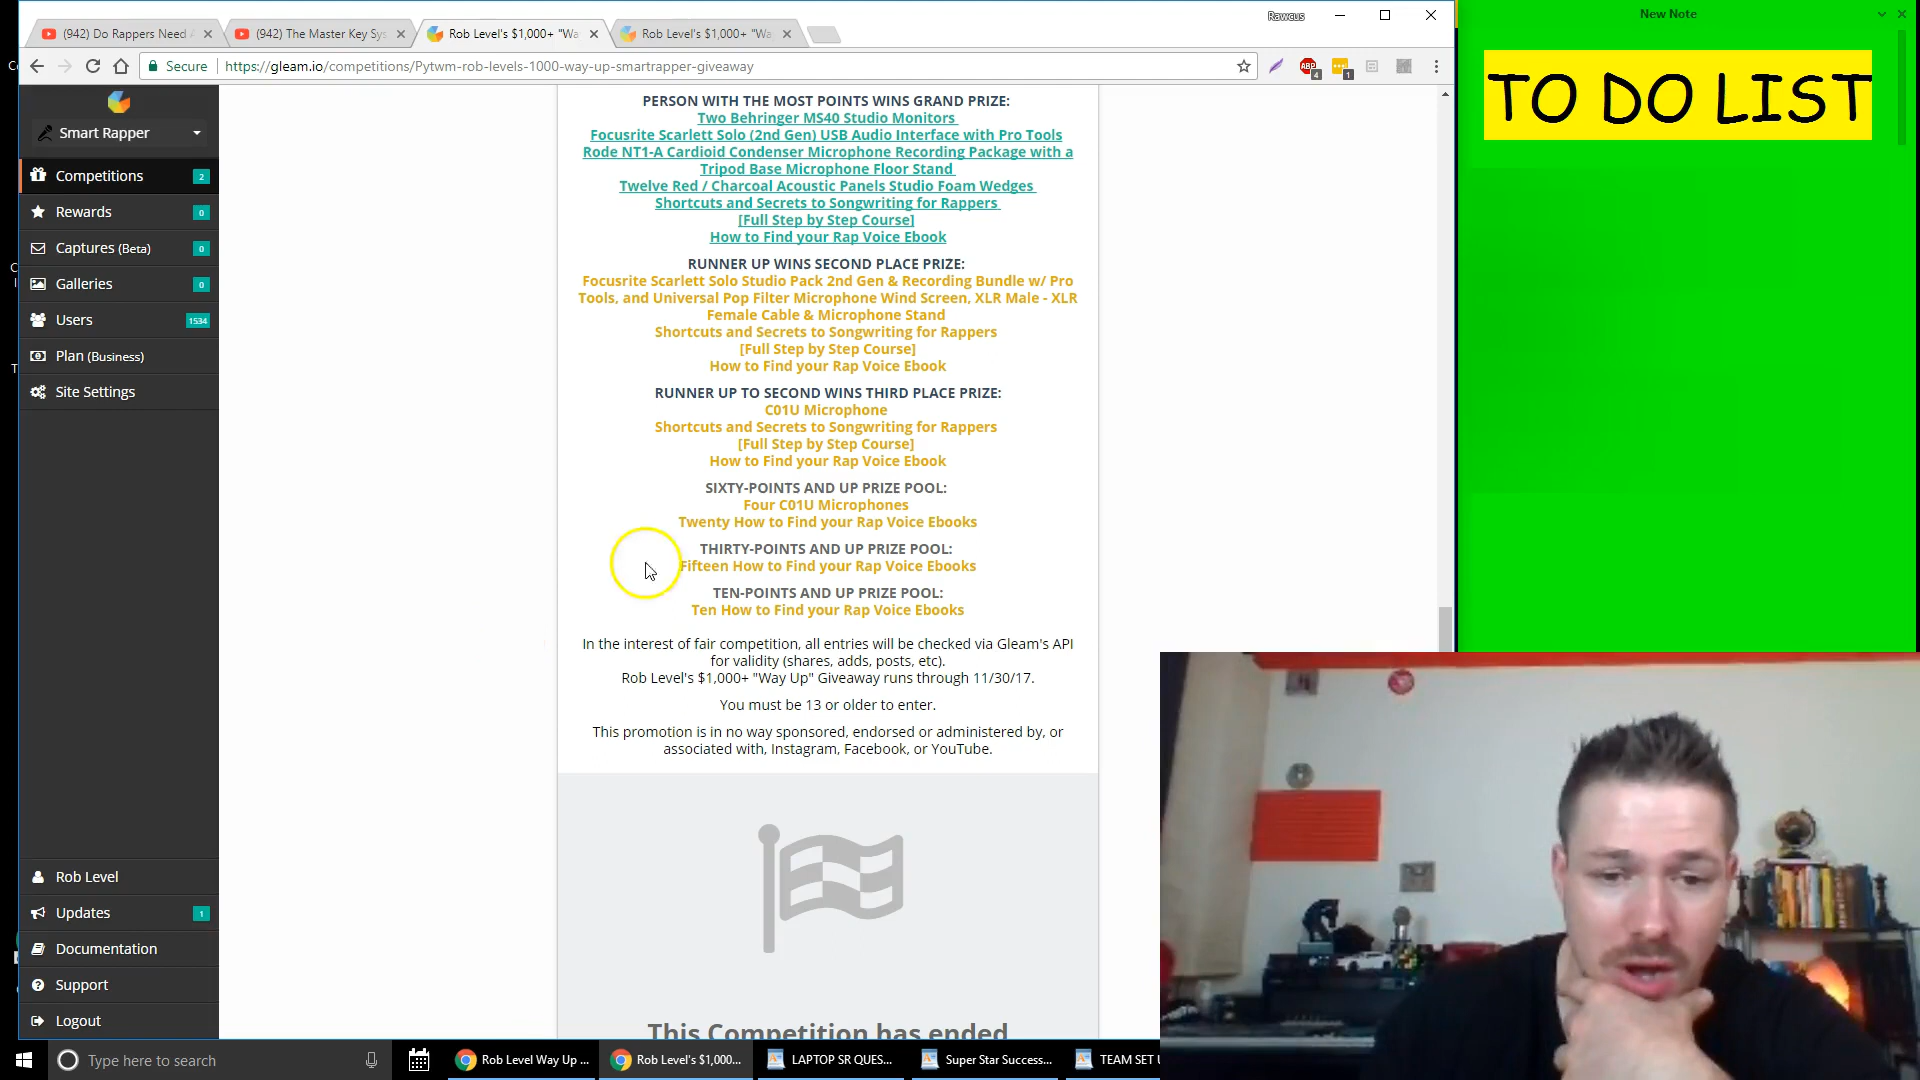 Rawcus
(942) Do Rappers Need
(942) The Master Key Sys
Rob Level's $1,000+ "Wa
Rob Level's $1,000+ "Wa
Secure
https://gleam.io/competitions/Pytwm-rob-levels-1000-way-up-smartrapper-giveaway
ABP
4
1
New Note
TO DO LIST
Smart Rapper
Competitions 2
Rewards 0
Captures (Beta) 0
Galleries 0
Users 1534
Plan (Business)
Site Settings
Rob Level
Updates 1
Documentation
Support
Logout
PERSON WITH THE MOST POINTS WINS GRAND PRIZE:
Two Behringer MS40 Studio Monitors
Focusrite Scarlett Solo (2nd Gen) USB Audio Interface with Pro Tools
Rode NT1-A Cardioid Condenser Microphone Recording Package with a
Tripod Base Microphone Floor Stand
Twelve Red / Charcoal Acoustic Panels Studio Foam Wedges
Shortcuts and Secrets to Songwriting for Rappers
[Full Step by Step Course]
How to Find your Rap Voice Ebook
RUNNER UP WINS SECOND PLACE PRIZE:
Focusrite Scarlett Solo Studio Pack 2nd Gen & Recording Bundle w/ Pro
Tools, and Universal Pop Filter Microphone Wind Screen, XLR Male - XLR
Female Cable & Microphone Stand
Shortcuts and Secrets to Songwriting for Rappers
[Full Step by Step Course]
How to Find your Rap Voice Ebook
RUNNER UP TO SECOND WINS THIRD PLACE PRIZE:
C01U Microphone
Shortcuts and Secrets to Songwriting for Rappers
[Full Step by Step Course]
How to Find your Rap Voice Ebook
SIXTY-POINTS AND UP PRIZE POOL:
Four C01U Microphones
Twenty How to Find your Rap Voice Ebooks
THIRTY-POINTS AND UP PRIZE POOL:
Fifteen How to Find your Rap Voice Ebooks
TEN-POINTS AND UP PRIZE POOL:
Ten How to Find your Rap Voice Ebooks
In the interest of fair competition, all entries will be checked via Gleam's API
for validity (shares, adds, posts, etc).
Rob Level's $1,000+ "Way Up" Giveaway runs through 11/30/17.
You must be 13 or older to enter.
This promotion is in no way sponsored, endorsed or administered by, or
associated with, Instagram, Facebook, or YouTube.
This Competition has ended
Type here to search
Rob Level Way Up ...
Rob Level's $1,000...
LAPTOP SR QUES...
Super Star Success...
TEAM SET U